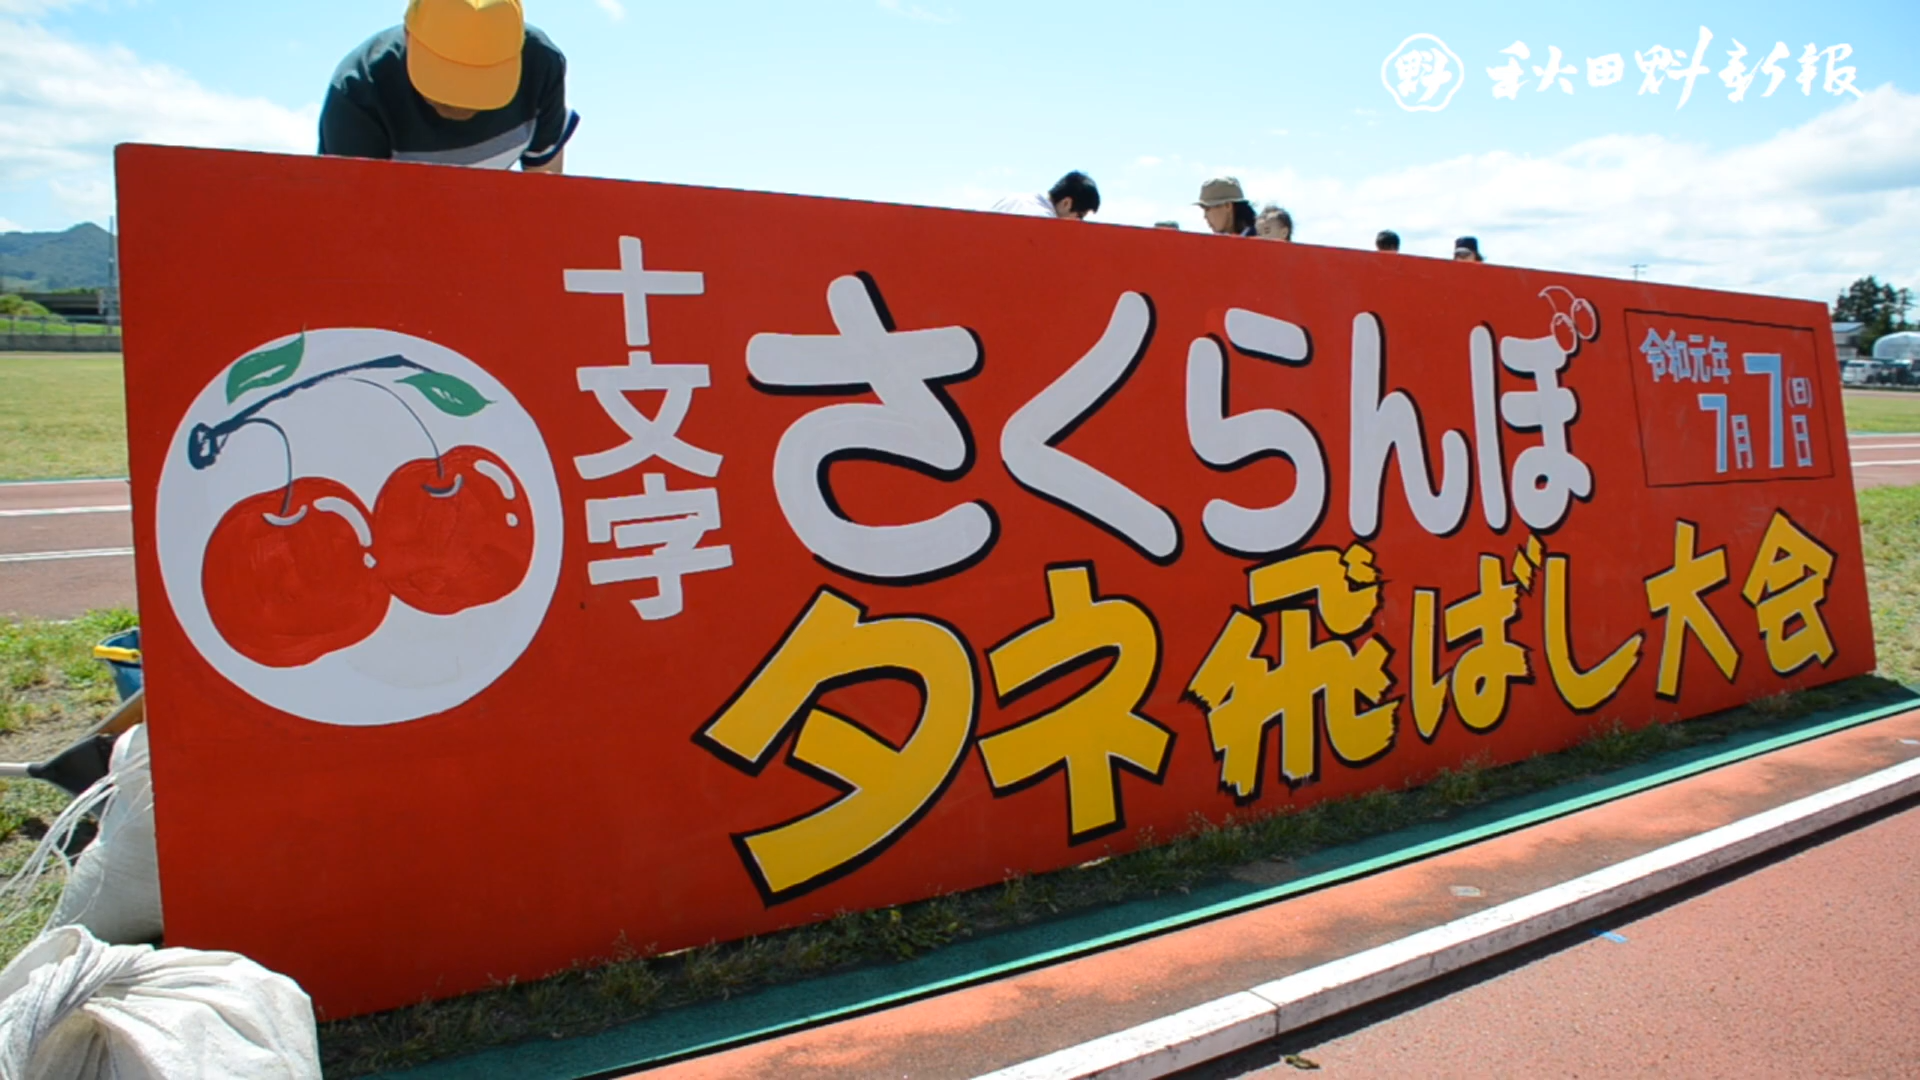 秋田魁新報
十文字
さくらんぼ
タネ飛ばし大会
令和元年
7月7日(日)